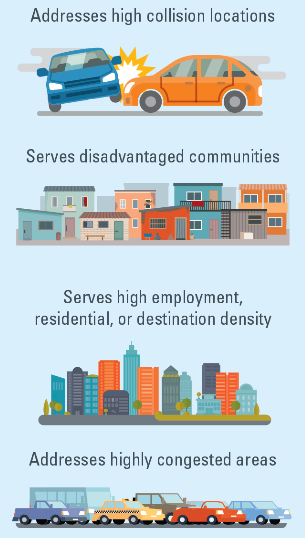 Addresses high collision locations
Serves disadvantaged communities
Serves high employment,
residential, or destination density
Addresses highly congested areas